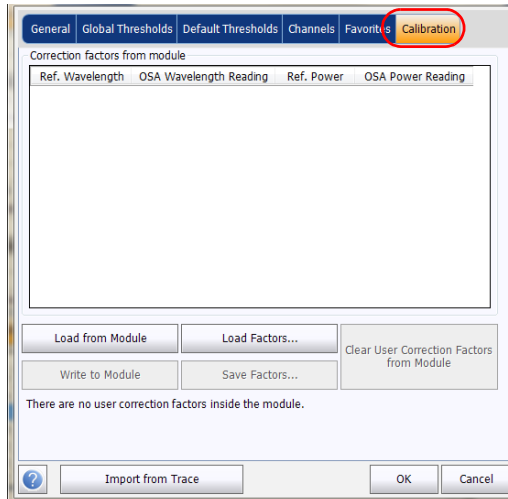 General Global Thresholds Default Thresholds Channels Favorites Calibration
Correction factors from module
Ref. Wavelength OSA Wavelength Reading Ref. Power OSA Power Reading
Load from Module Load Factors... Clear User Correction Factors from Module
Write to Module Save Factors...
There are no user correction factors inside the module.
? Import from Trace OK Cancel